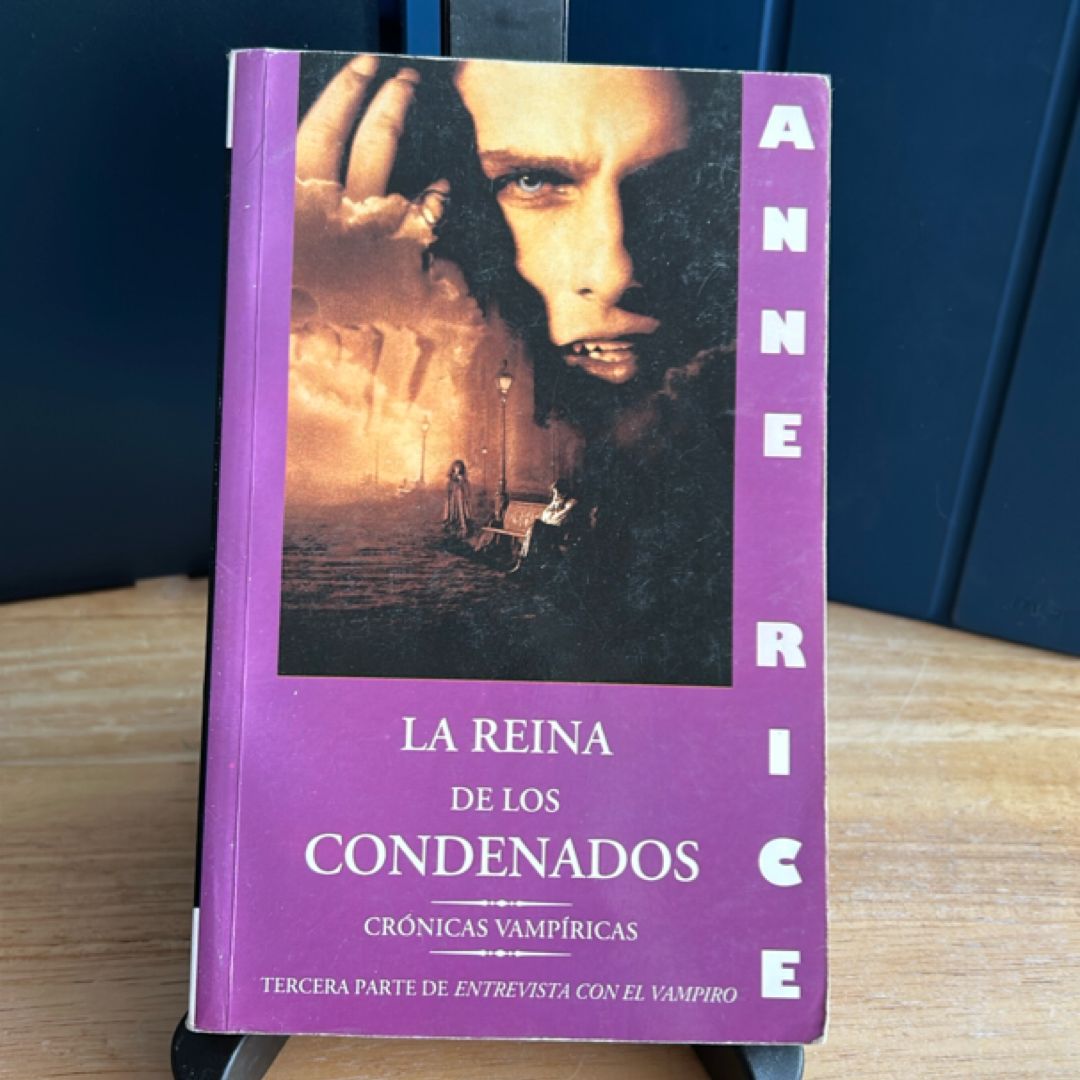 ANNE RICE
LA REINA
DE LOS
CONDENADOS
CRÓNICAS VAMPÍRICAS
TERCERA PARTE DE ENTREVISTA CON EL VAMPIRO